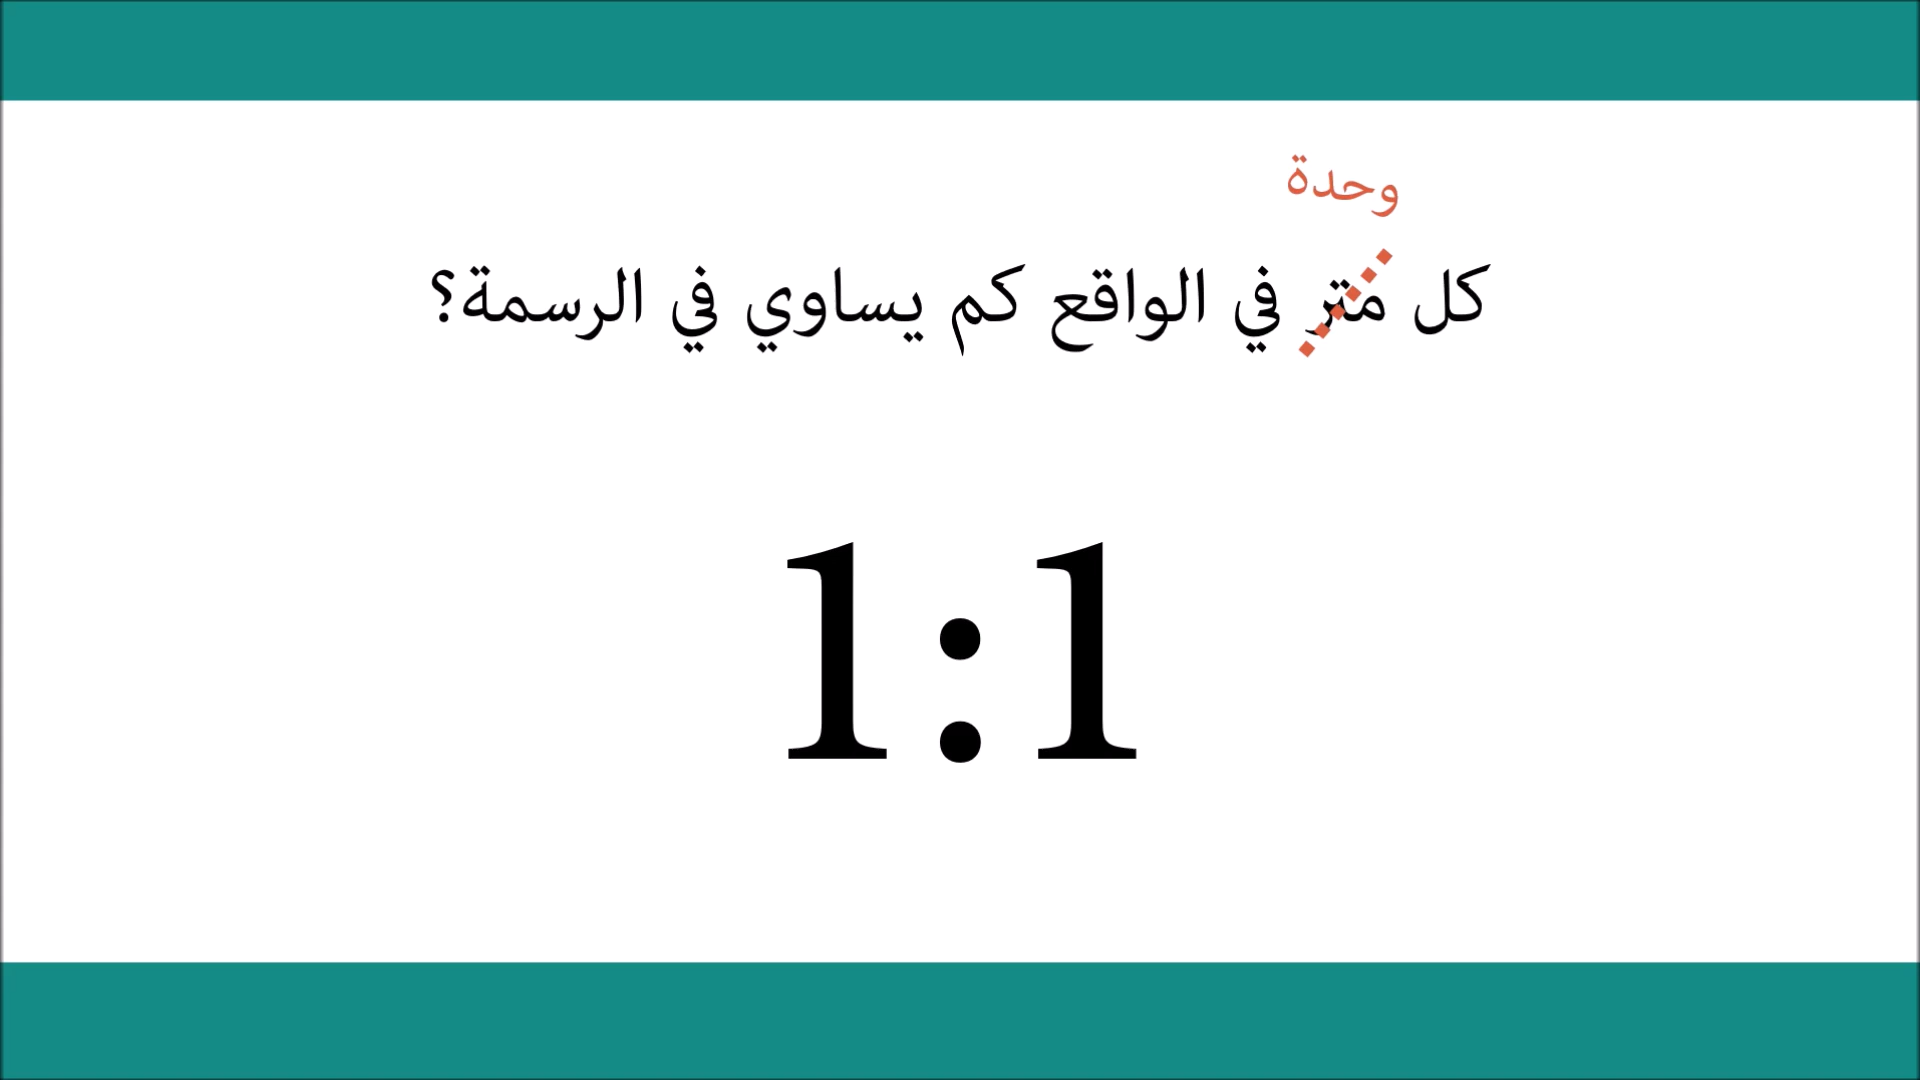 وحدة
كل متر في الواقع كم يساوي في الرسمة؟
1:1